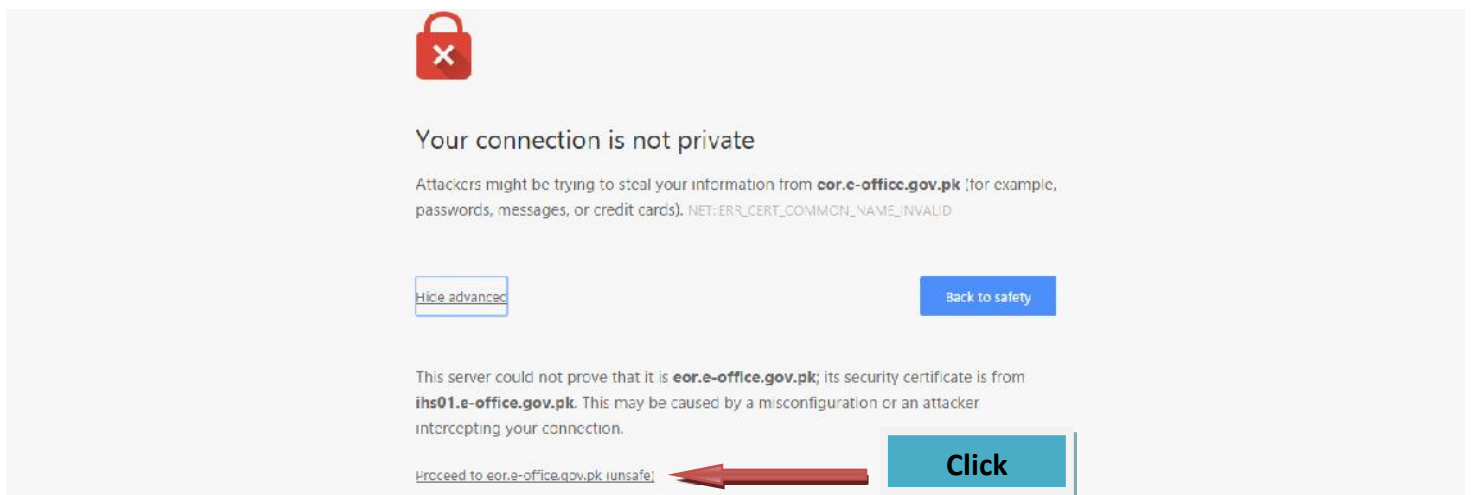 Your connection is not private
Attackers might be trying to steal your information from eor.e-office.gov.pk (for example,
passwords, messages, or credit cards). NET::ERR_CERT_COMMON_NAME_INVALID
Hide advanced
Back to safety
This server could not prove that it is eor.e-office.gov.pk; its security certificate is from
ihs01.e-office.gov.pk. This may be caused by a misconfiguration or an attacker
intercepting your connection.
Proceed to eor.e-office.gov.pk (unsafe)
Click